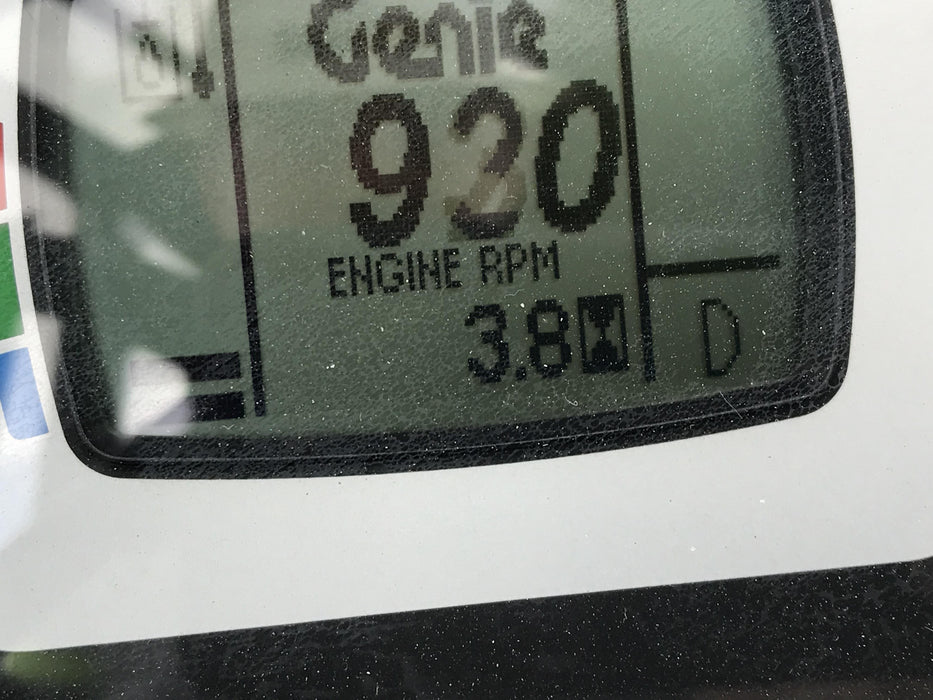 Genie
920
ENGINE RPM
3.8
D